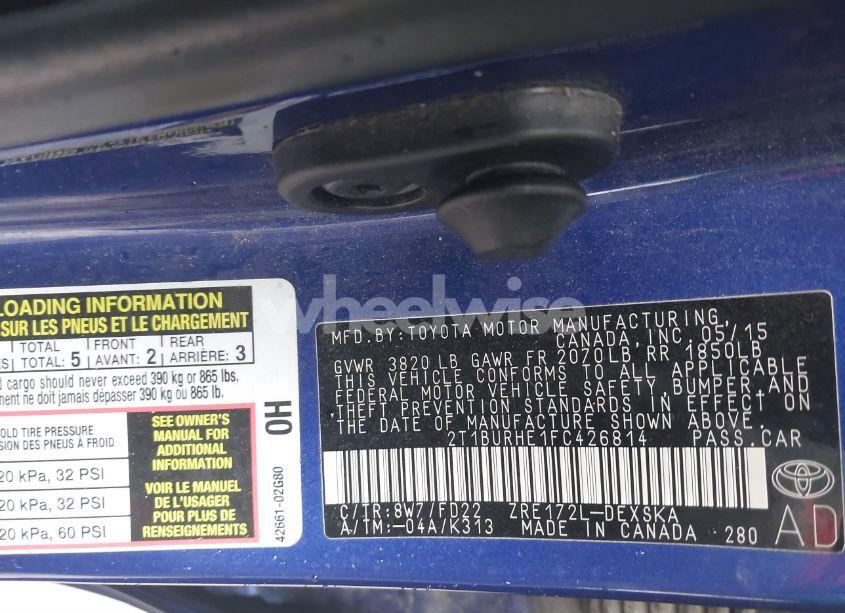 wheelwise
LOADING INFORMATION
SUR LES PNEUS ET LE CHARGEMENT
TOTAL FRONT REAR
TOTAL: 5 AVANT: 2 ARRIÈRE: 3
d cargo should never exceed 390 kg or 865 lbs.
ment ne doit jamais dépasser 390 kg ou 865 lb.
OLD TIRE PRESSURE
SION DES PNEUS À FROID
20 kPa, 32 PSI
20 kPa, 32 PSI
20 kPa, 60 PSI
SEE OWNER'S
MANUAL FOR
ADDITIONAL
INFORMATION
VOIR LE MANUEL
DE L'USAGER
POUR PLUS DE
RENSEIGNEMENTS
0H
42661-02G80
MFD.BY:TOYOTA MOTOR MANUFACTURING
CANADA, INC. 05/15
GVWR 3820 LB GAWR FR 2070LB, RR 1850LB
THIS VEHICLE CONFORMS TO ALL APPLICABLE
FEDERAL MOTOR VEHICLE SAFETY, BUMPER, AND
THEFT PREVENTION STANDARDS IN EFFECT ON
THE DATE OF MANUFACTURE SHOWN ABOVE.
2T1BURHE1FC426814 PASS.CAR
C/TR:8W7/FD22 ZRE172L-DEXSKA
A/TM:-04A/K313 MADE IN CANADA 280
AD